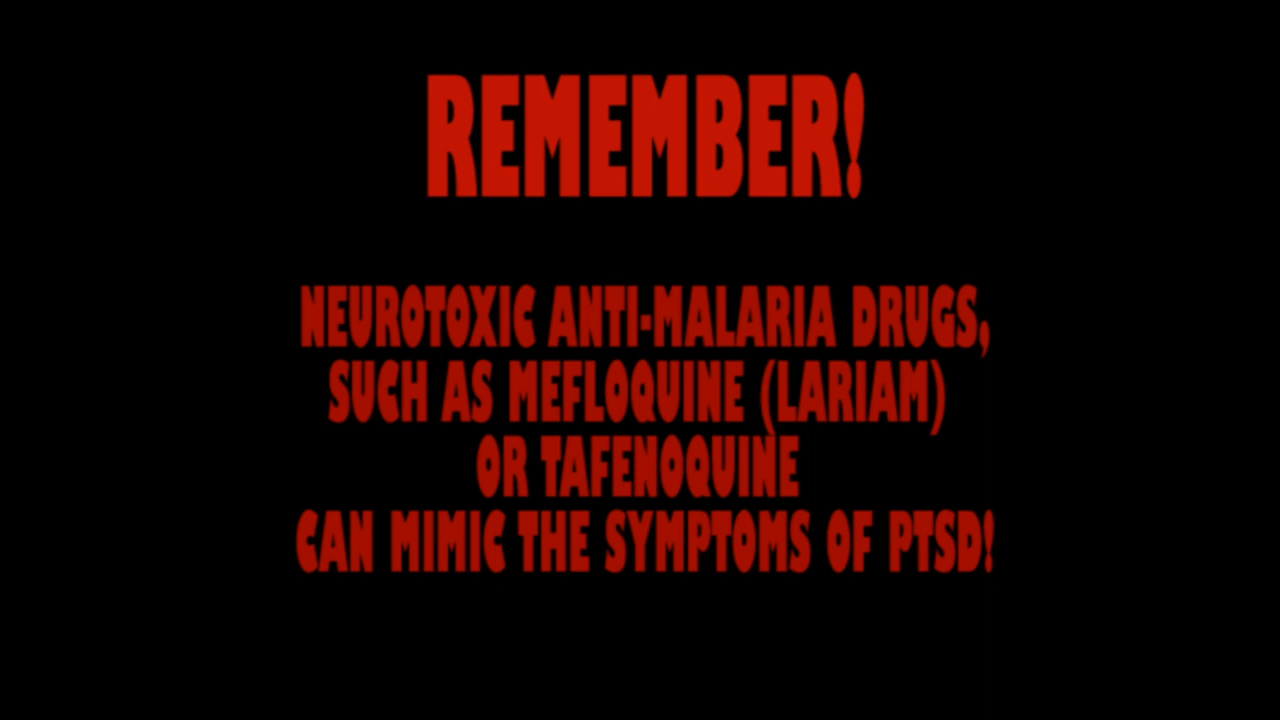 REMEMBER!
NEUROTOXIC ANTI-MALARIA DRUGS,
SUCH AS MEFLOQUINE (LARIAM)
OR TAFENOQUINE
CAN MIMIC THE SYMPTOMS OF PTSD!